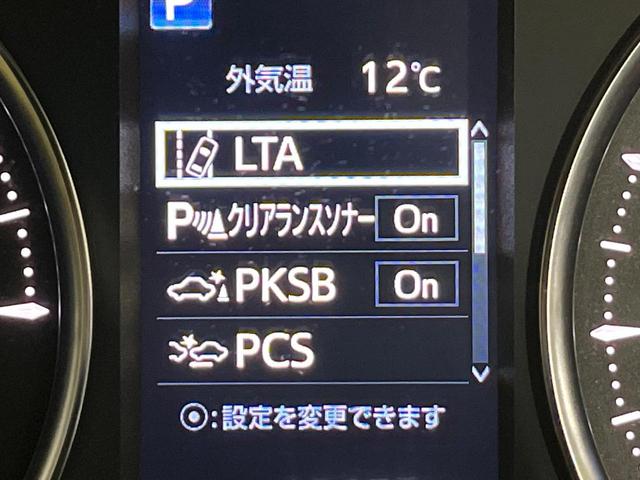 P
外気温 12℃
LTA
P クリアランスソナー On
PKSB On
PCS
◎:設定を変更できます